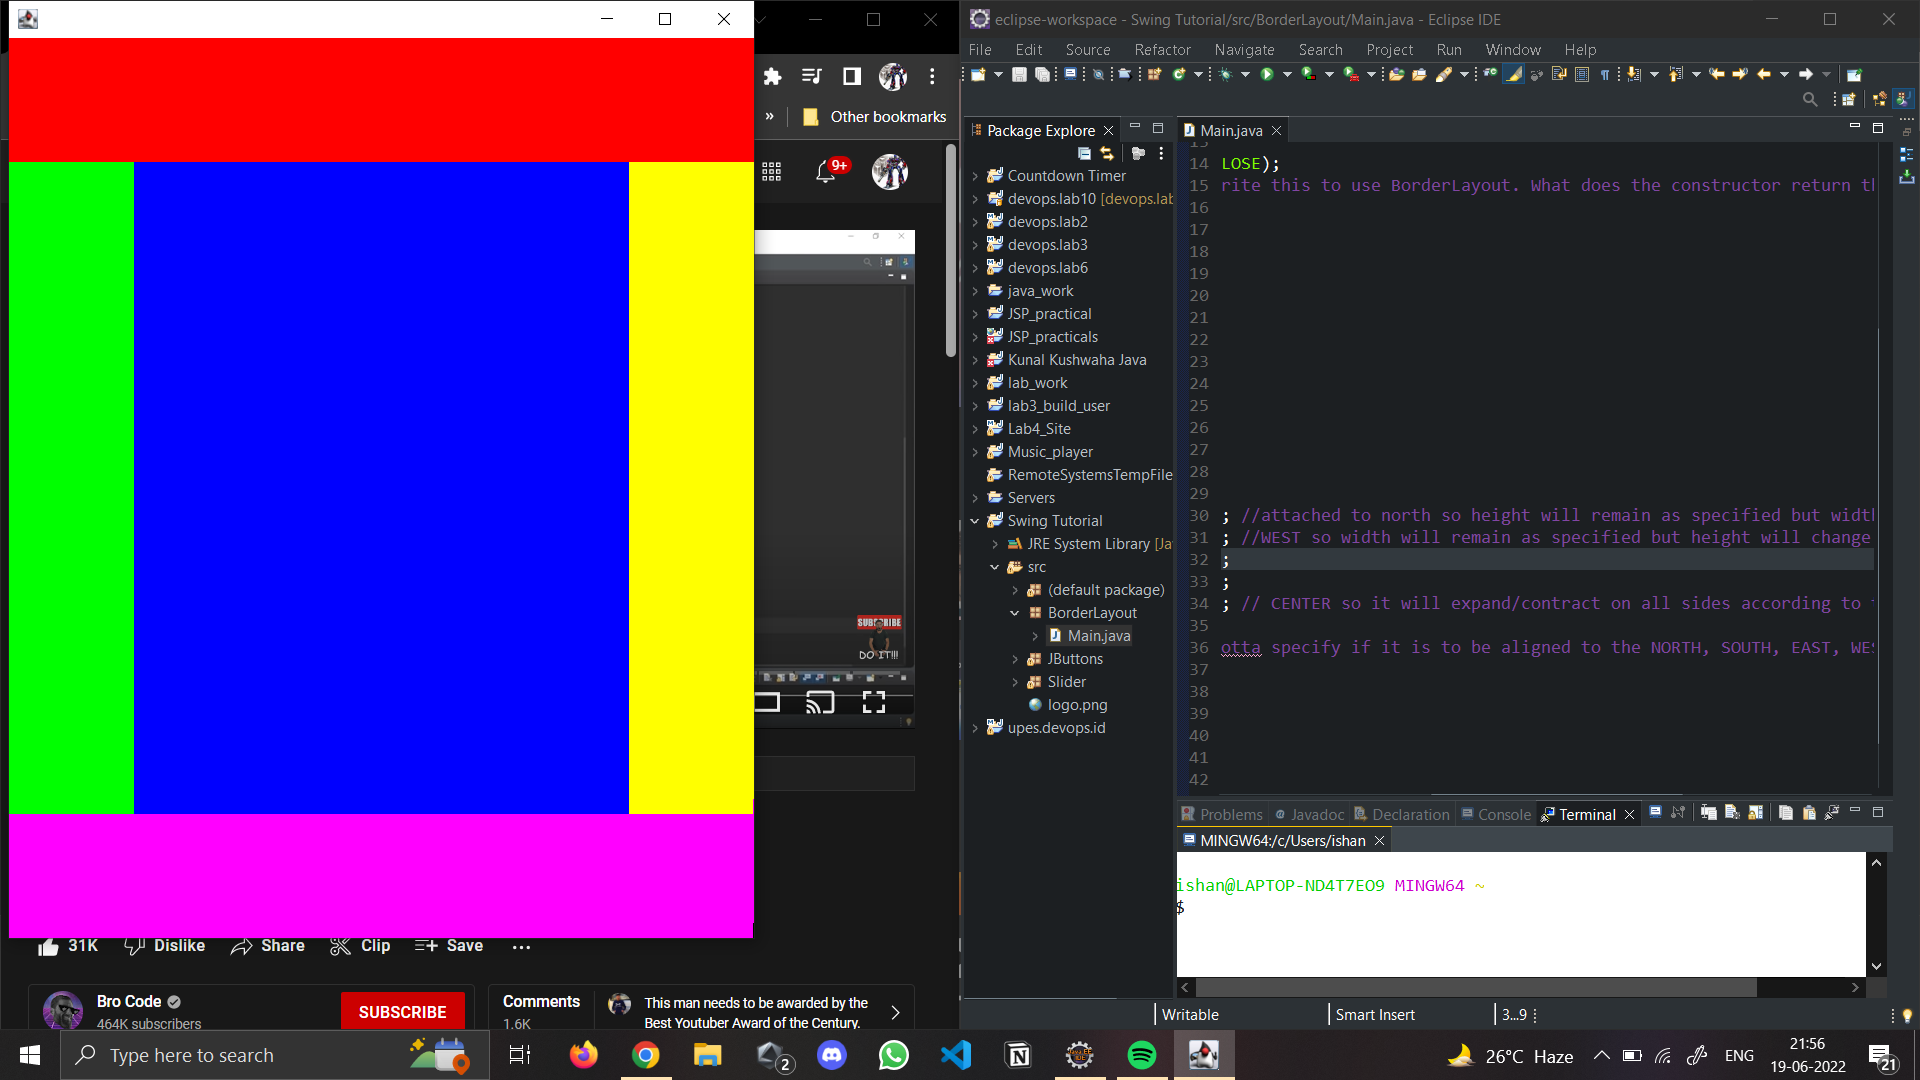 eclipse-workspace - Swing Tutorial/src/BorderLayout/Main.java - Eclipse IDE
File Edit Source Refactor Navigate Search Project Run Window Help
» Other bookmarks
9+
Package Explore
Countdown Timer
devops.lab10 [devops.lab
devops.lab2
devops.lab3
devops.lab6
java_work
JSP_practical
JSP_practicals
Kunal Kushwaha Java
lab_work
lab3_build_user
Lab4_Site
Music_player
RemoteSystemsTempFile
Servers
Swing Tutorial
JRE System Library [Ja
src
(default package)
BorderLayout
Main.java
JButtons
Slider
logo.png
upes.devops.id
Main.java
13
14 LOSE);
15 rite this to use BorderLayout. What does the constructor return t
16
17
18
19
20
21
22
23
24
25
26
27
28
29
30 ; //attached to north so height will remain as specified but widt
31 ; //WEST so width will remain as specified but height will change
32 ;
33 ;
34 ; // CENTER so it will expand/contract on all sides according to
35
36 otta specify if it is to be aligned to the NORTH, SOUTH, EAST, WE
37
38
39
40
41
42
SUBSCRIBE
DO IT!!!
Problems Javadoc Declaration Console Terminal
MINGW64:/c/Users/ishan
ishan@LAPTOP-ND4T7EO9 MINGW64 ~
$
Writable Smart Insert 3...9
31K Dislike Share Clip Save ...
Bro Code
464K subscribers
SUBSCRIBE
Comments
1.6K
This man needs to be awarded by the
Best Youtuber Award of the Century.
Type here to search
2
26°C Haze
ENG
21:56
19-06-2022
21